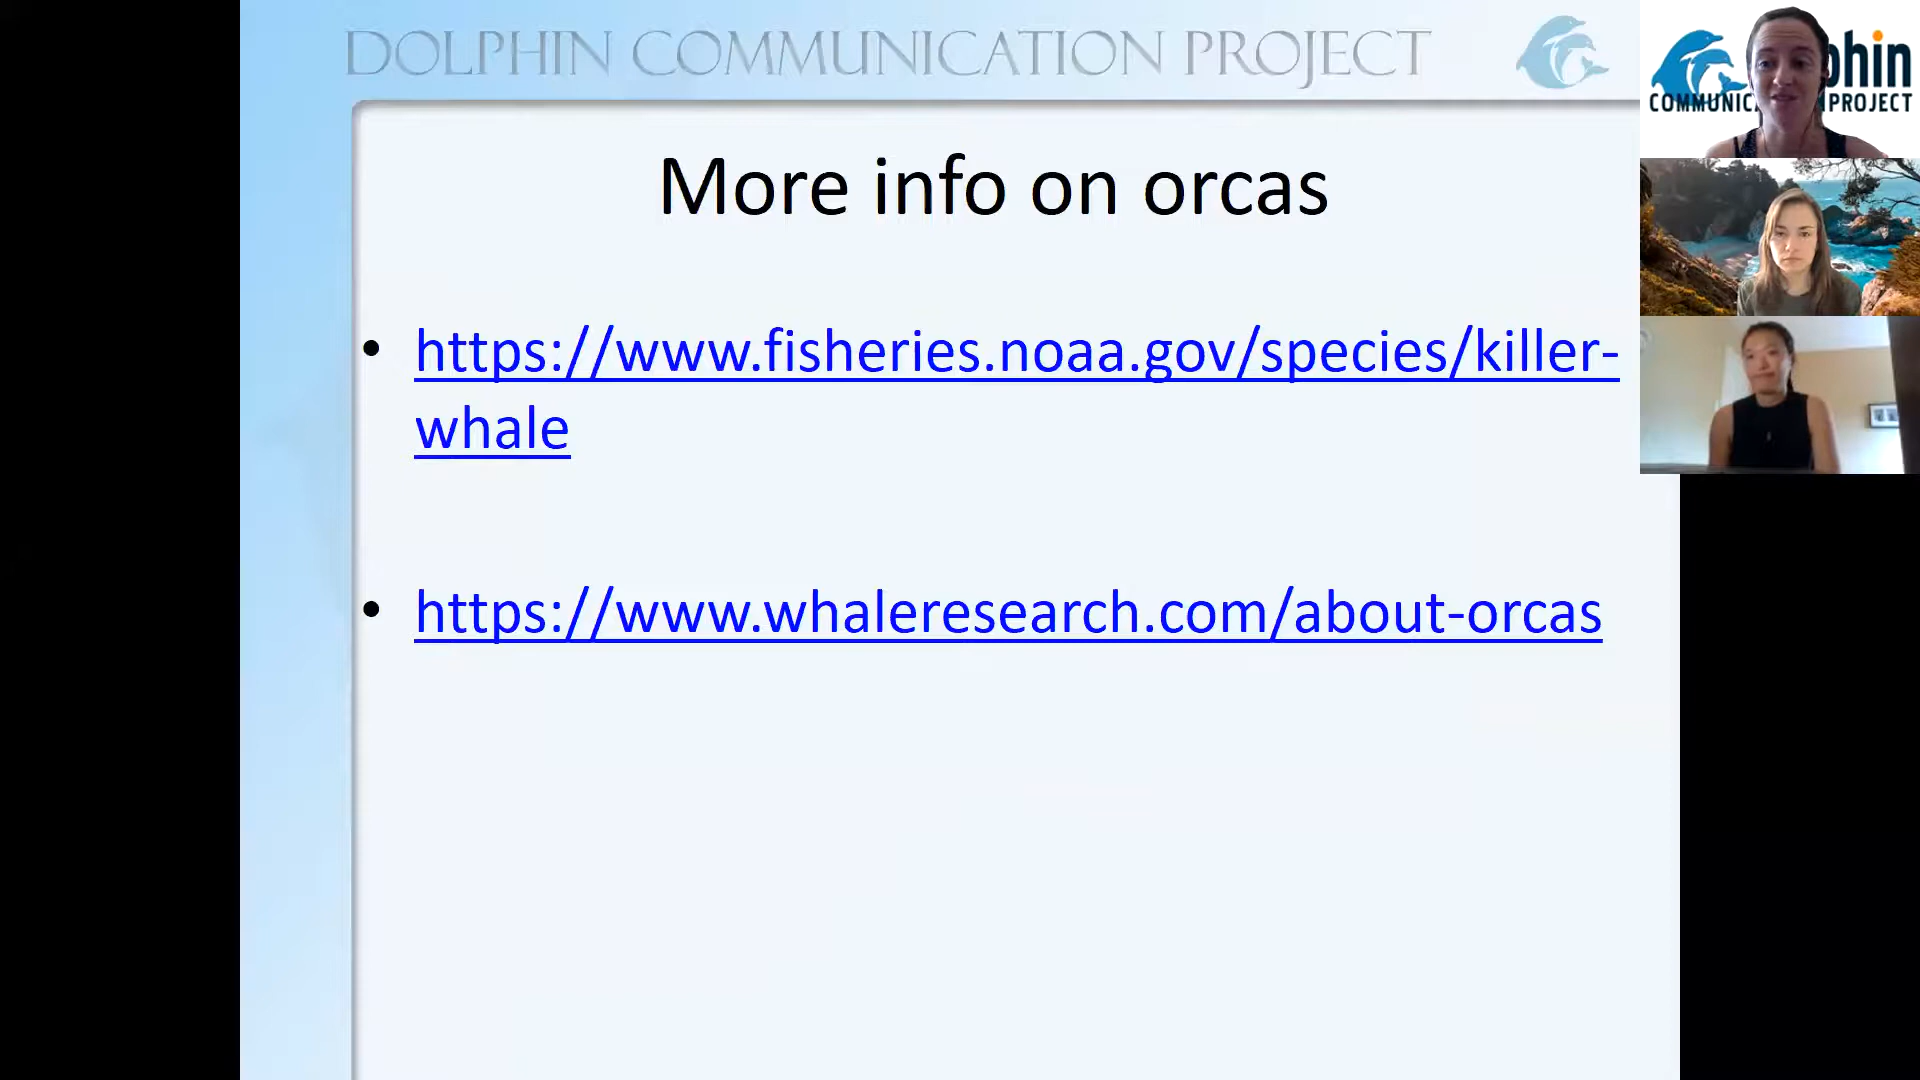 DOLPHIN COMMUNICATION PROJECT
More info on orcas
• https://www.fisheries.noaa.gov/species/killer-
whale
• https://www.whaleresearch.com/about-orcas
phin
COMMUNIC PROJECT